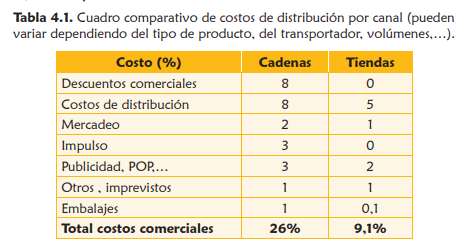 Tabla 4.1. Cuadro comparativo de costos de distribución por canal (pueden
variar dependiendo del tipo de producto, del transportador, volúmenes,…).
Costo (%) Cadenas Tiendas
Descuentos comerciales 8 0
Costos de distribución 8 5
Mercadeo 2 1
Impulso 3 0
Publicidad, POP,… 3 2
Otros , imprevistos 1 1
Embalajes 1 0,1
Total costos comerciales 26% 9,1%